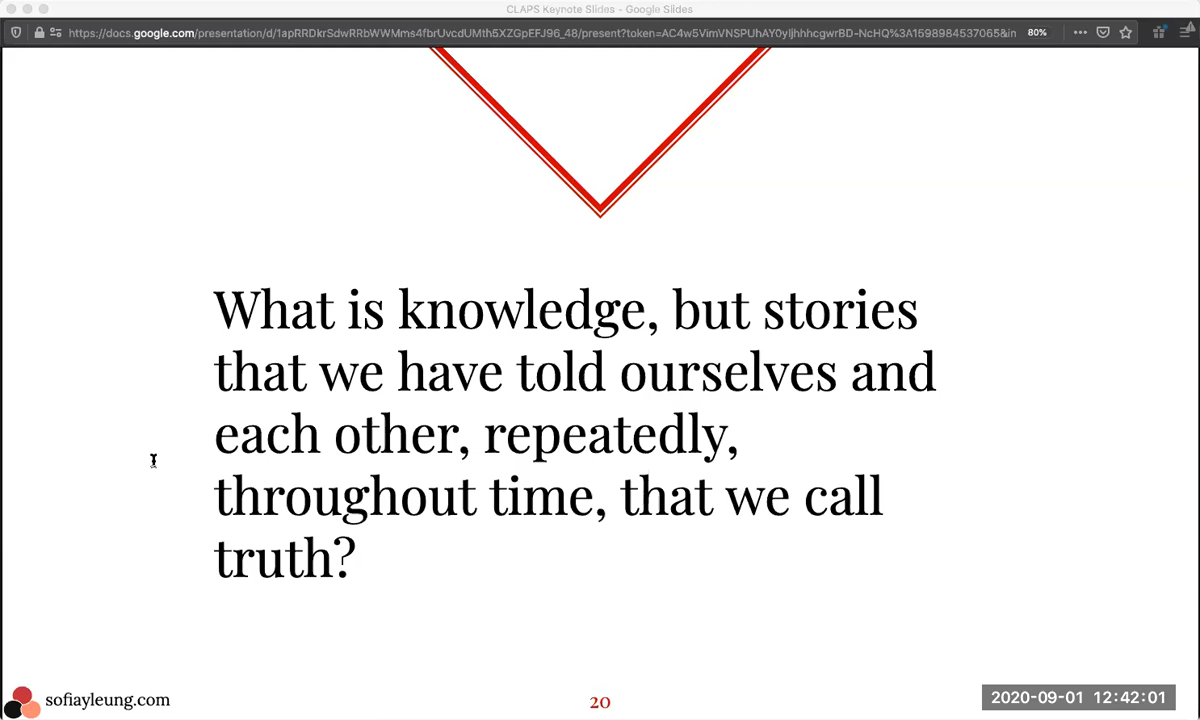 CLAPS Keynote Slides - Google Slides
https://docs.google.com/presentation/d/1apRRDkrSdwRRbWWMms4fbrUvcdUMth5XZGpEFJ96_48/present?token=AC4w5VimVNSPUhAY0yljhhhcgwrBD-NcHQ%3A1598984537065&in 80%
What is knowledge, but stories
that we have told ourselves and
each other, repeatedly,
throughout time, that we call
truth?
sofiayleung.com
20
2020-09-01 12:42:01